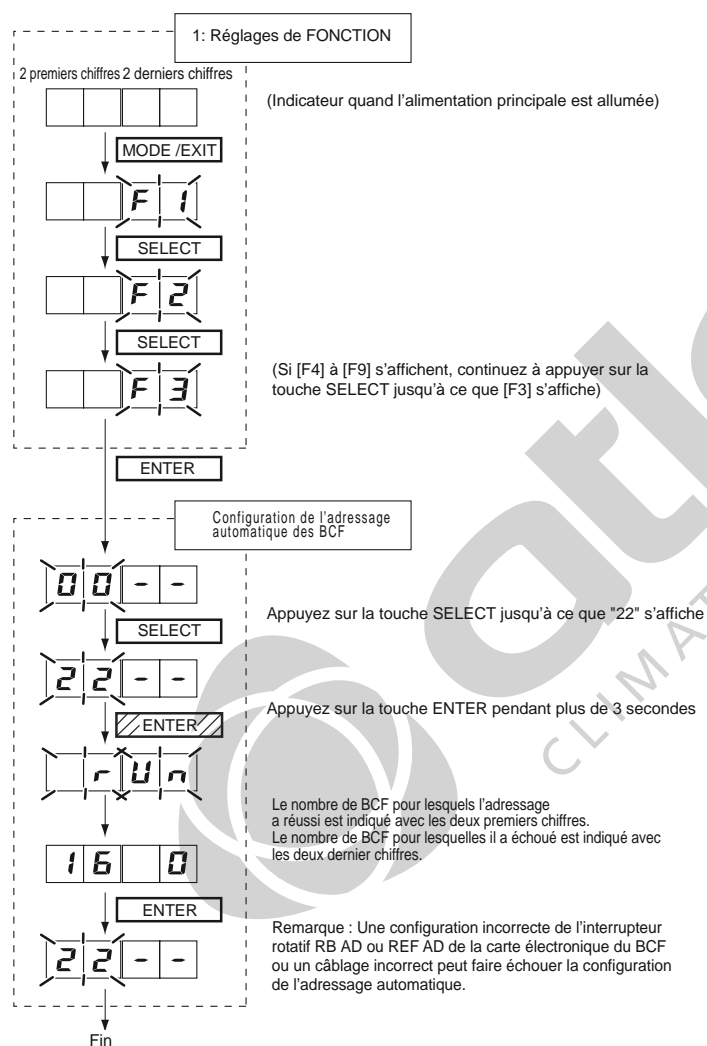 1: Réglages de FONCTION
2 premiers chiffres 2 derniers chiffres
(Indicateur quand l'alimentation principale est allumée)
MODE /EXIT
F 1
SELECT
F 2
SELECT
(Si [F4] à [F9] s'affichent, continuez à appuyer sur la
touche SELECT jusqu'à ce que [F3] s'affiche)
F 3
ENTER
Configuration de l'adressage
automatique des BCF
0 0 - -
Appuyez sur la touche SELECT jusqu'à ce que "22" s'affiche
SELECT
2 2 - -
Appuyez sur la touche ENTER pendant plus de 3 secondes
ENTER
r U n
Le nombre de BCF pour lesquels l'adressage
a réussi est indiqué avec les deux premiers chiffres.
Le nombre de BCF pour lesquelles il a échoué est indiqué avec
les deux dernier chiffres.
1 6 0
ENTER
Remarque : Une configuration incorrecte de l'interrupteur
rotatif RB AD ou REF AD de la carte électronique du BCF
ou un câblage incorrect peut faire échouer la configuration
de l'adressage automatique.
2 2 - -
Fin